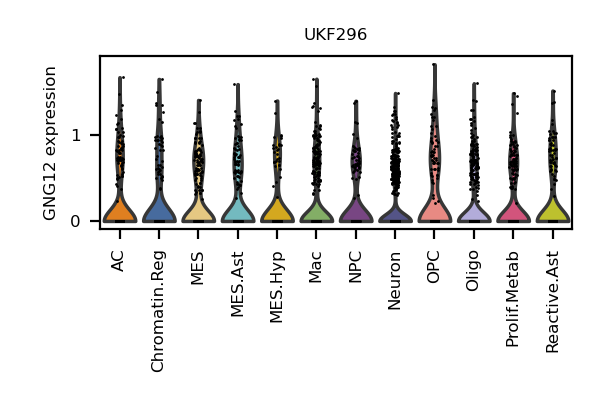 UKF296
GNG12 expression
1
0
AC
Chromatin.Reg
MES
MES.Ast
MES.Hyp
Mac
NPC
Neuron
OPC
Oligo
Prolif.Metab
Reactive.Ast